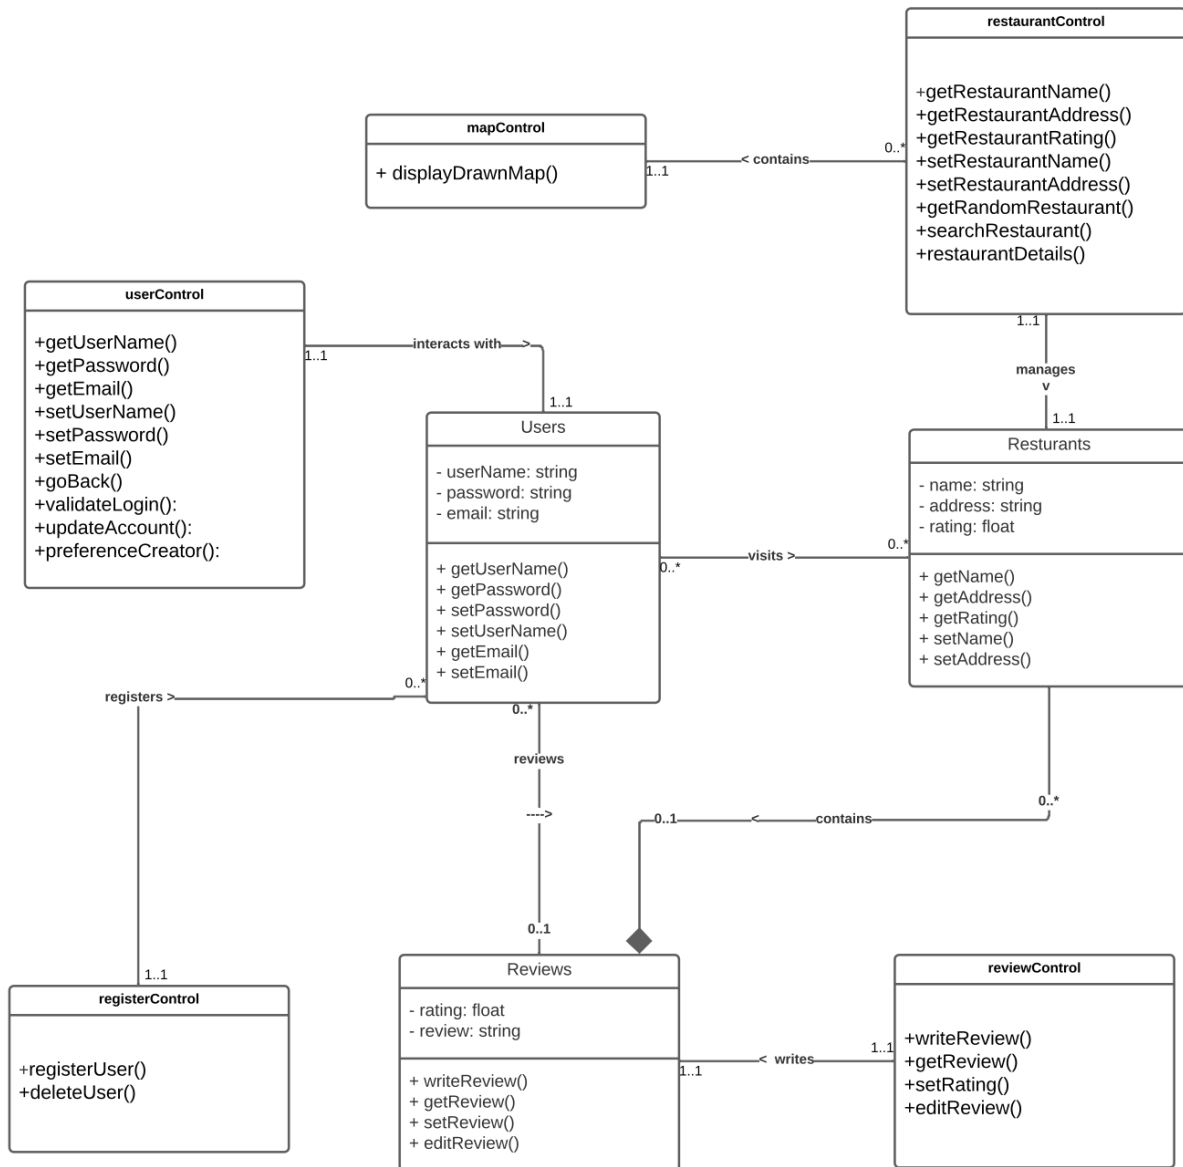 restaurantControl
+getRestaurantName()
+getRestaurantAddress()
+getRestaurantRating()
+setRestaurantName()
+setRestaurantAddress()
+getRandomRestaurant()
+searchRestaurant()
+restaurantDetails()
mapControl
+ displayDrawnMap()
1..1
< contains
0..*
userControl
+getUserName()
+getPassword()
+getEmail()
+setUserName()
+setPassword()
+setEmail()
+goBack()
+validateLogin():
+updateAccount():
+preferenceCreator():
1..1
interacts with >
1..1
1..1
manages
v
1..1
Users
- userName: string
- password: string
- email: string
+ getUserName()
+ getPassword()
+ setPassword()
+ setUserName()
+ getEmail()
+ setEmail()
0..*
visits >
0..*
Resturants
- name: string
- address: string
- rating: float
+ getName()
+ getAddress()
+ getRating()
+ setName()
+ setAddress()
registers >
0..*
1..1
0..*
reviews
---->
0..1
0..1
<
contains
0..*
registerControl
+registerUser()
+deleteUser()
Reviews
- rating: float
- review: string
+ writeReview()
+ getReview()
+ setReview()
+ editReview()
1..1
< writes
1..1
reviewControl
+writeReview()
+getReview()
+setRating()
+editReview()